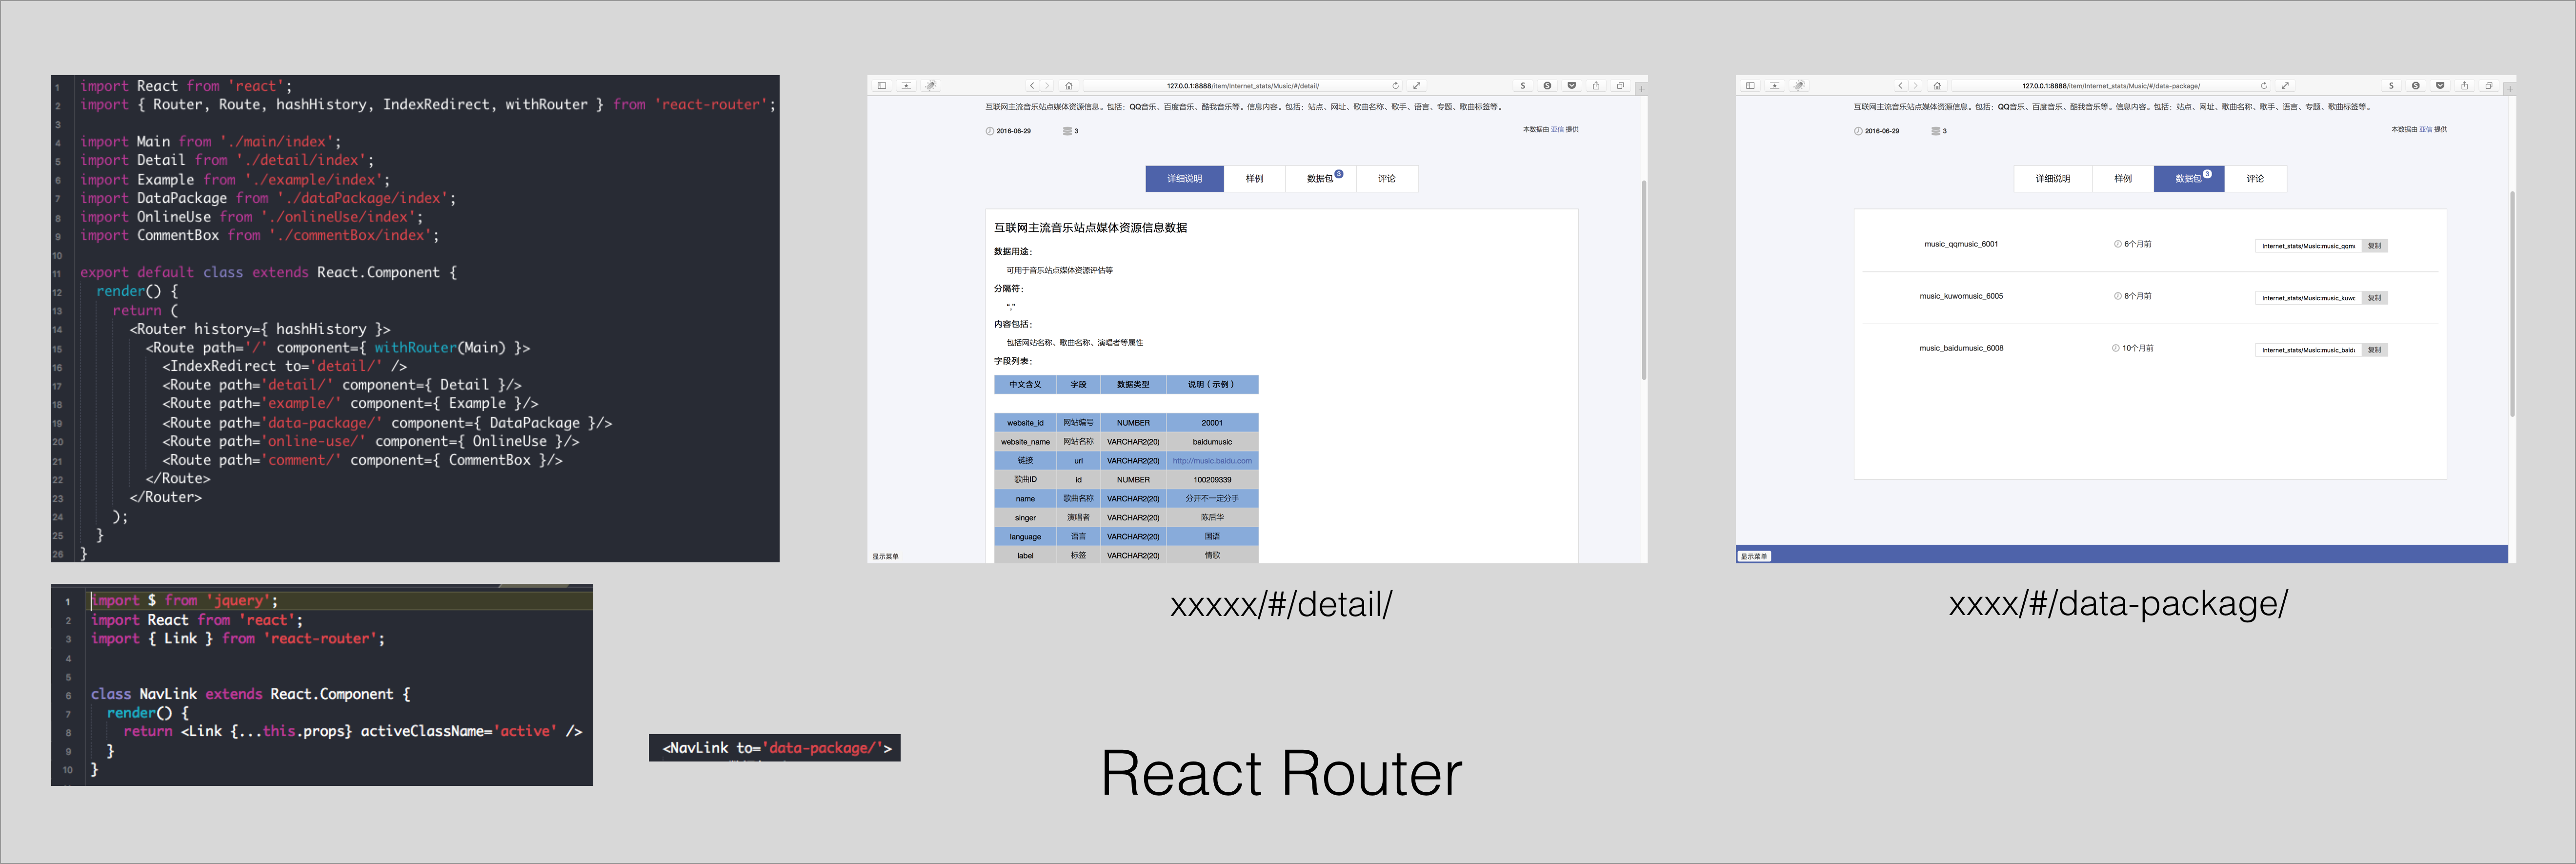 1 import React from 'react';
2 import { Router, Route, hashHistory, IndexRedirect, withRouter } from 'react-router';
3
4 import Main from './main/index';
5 import Detail from './detail/index';
6 import Example from './example/index';
7 import DataPackage from './dataPackage/index';
8 import OnlineUse from './onlineUse/index';
9 import CommentBox from './commentBox/index';
10
11 export default class extends React.Component {
12 render() {
13 return (
14 <Router history={ hashHistory }>
15 <Route path='/' component={ withRouter(Main) }>
16 <IndexRedirect to='detail/' />
17 <Route path='detail/' component={ Detail }/>
18 <Route path='example/' component={ Example }/>
19 <Route path='data-package/' component={ DataPackage }/>
20 <Route path='online-use/' component={ OnlineUse }/>
21 <Route path='comment/' component={ CommentBox }/>
22 </Route>
23 </Router>
24 );
25 }
26 }
1 import $ from 'jquery';
2 import React from 'react';
3 import { Link } from 'react-router';
4
5
6 class NavLink extends React.Component {
7 render() {
8 return <Link {...this.props} activeClassName='active' />
9 }
10 }
<NavLink to='data-package/'>
127.0.0.1:8888/item/Internet_stats/Music/#/detail/
互联网主流音乐站点媒体资源信息。包括：QQ音乐、百度音乐、酷我音乐等。信息内容。包括：站点、网址、歌曲名称、歌手、语言、专题、歌曲标签等。
2016-06-29 3 本数据由 亚信 提供
详细说明 样例 数据包 3 评论
互联网主流音乐站点媒体资源信息数据
数据用途：
可用于音乐站点媒体资源评估等
分隔符：
","
内容包括：
包括网站名称、歌曲名称、演唱者等属性
字段列表：
中文含义 字段 数据类型 说明（示例）
website_id 网站编号 NUMBER 20001
website_name 网站名称 VARCHAR2(20) baidumusic
链接 url VARCHAR2(20) http://music.baidu.com
歌曲ID id NUMBER 100209339
name 歌曲名称 VARCHAR2(20) 分开不一定分手
singer 演唱者 VARCHAR2(20) 陈后华
language 语言 VARCHAR2(20) 国语
label 标签 VARCHAR2(20) 情歌
显示菜单
xxxxx/#/detail/
127.0.0.1:8888/item/Internet_stats/Music/#/data-package/
互联网主流音乐站点媒体资源信息。包括：QQ音乐、百度音乐、酷我音乐等。信息内容。包括：站点、网址、歌曲名称、歌手、语言、专题、歌曲标签等。
2016-06-29 3 本数据由 亚信 提供
详细说明 样例 数据包 3 评论
music_qqmusic_6001 6个月前 Internet_stats/Music:music_qqm 复制
music_kuwomusic_6005 8个月前 Internet_stats/Music:music_kuwo 复制
music_baidumusic_6008 10个月前 Internet_stats/Music:music_baid 复制
显示菜单
xxxx/#/data-package/
React Router